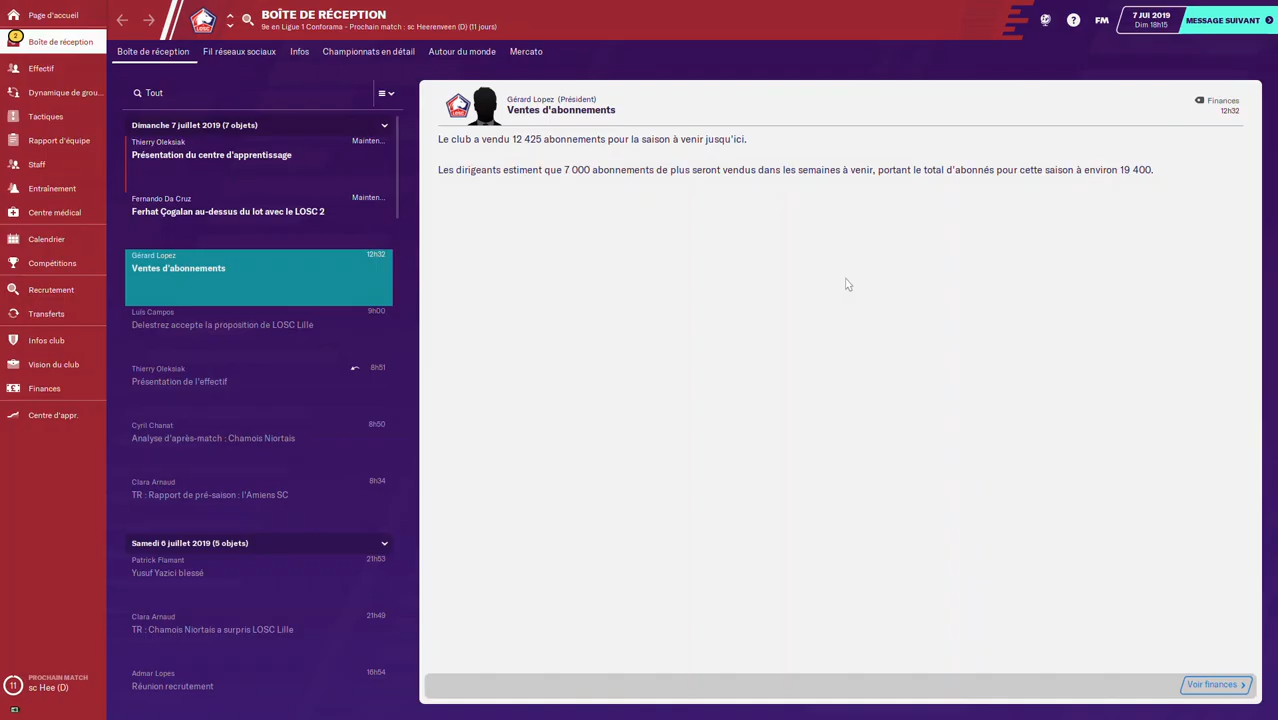 Page d'accueil
2
Boîte de réception
Effectif
Dynamique de grou...
Tactiques
Rapport d'équipe
Staff
Entraînement
Centre médical
Calendrier
Compétitions
Recrutement
Transferts
Infos club
Vision du club
Finances
Centre d'appr.
PROCHAIN MATCH
11
sc Hee (D)
LOSC
BOÎTE DE RÉCEPTION
9e en Ligue 1 Conforama - Prochain match : sc Heerenveen (D) (11 jours)
?
FM
7 JUI 2019
Dim 18h15
MESSAGE SUIVANT
Boîte de réception
Fil réseaux sociaux
Infos
Championnats en détail
Autour du monde
Mercato
Tout
Dimanche 7 juillet 2019 (7 objets)
Thierry Oleksiak
Mainten...
Présentation du centre d'apprentissage
Fernando Da Cruz
Mainten...
Ferhat Çogalan au-dessus du lot avec le LOSC 2
Gérard Lopez
12h32
Ventes d'abonnements
Luís Campos
9h00
Delestrez accepte la proposition de LOSC Lille
Thierry Oleksiak
8h51
Présentation de l'effectif
Cyril Chanat
8h50
Analyse d'après-match : Chamois Niortais
Clara Arnaud
8h34
TR : Rapport de pré-saison : l'Amiens SC
Samedi 6 juillet 2019 (5 objets)
Patrick Flamant
21h53
Yusuf Yazici blessé
Clara Arnaud
21h49
TR : Chamois Niortais a surpris LOSC Lille
Admar Lopes
16h54
Réunion recrutement
LOSC
Gérard Lopez (Président)
Ventes d'abonnements
Finances
12h32
Le club a vendu 12 425 abonnements pour la saison à venir jusqu'ici.
Les dirigeants estiment que 7 000 abonnements de plus seront vendus dans les semaines à venir, portant le total d'abonnés pour cette saison à environ 19 400.
Voir finances